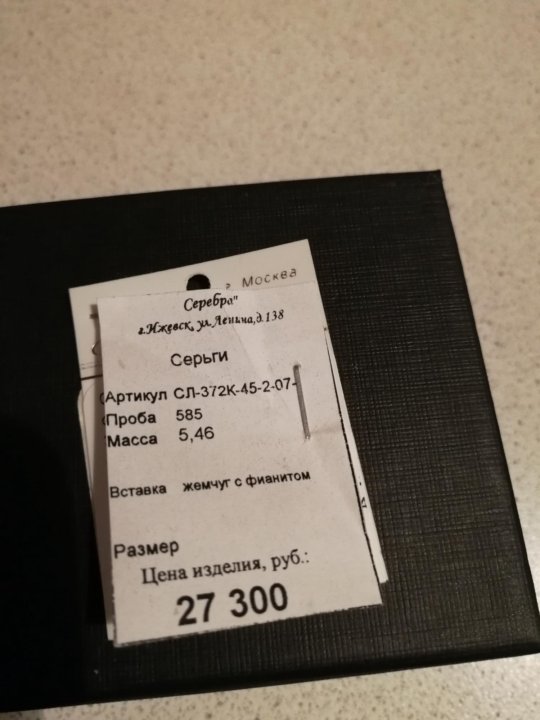 г. Москва
Серебра"
г.Ижевск, ул.Ленина,д.138
Серьги
Артикул СЛ-372К-45-2-07-
Проба 585
Масса 5,46
Вставка жемчуг с фианитом
Размер
Цена изделия, руб.:
27 300